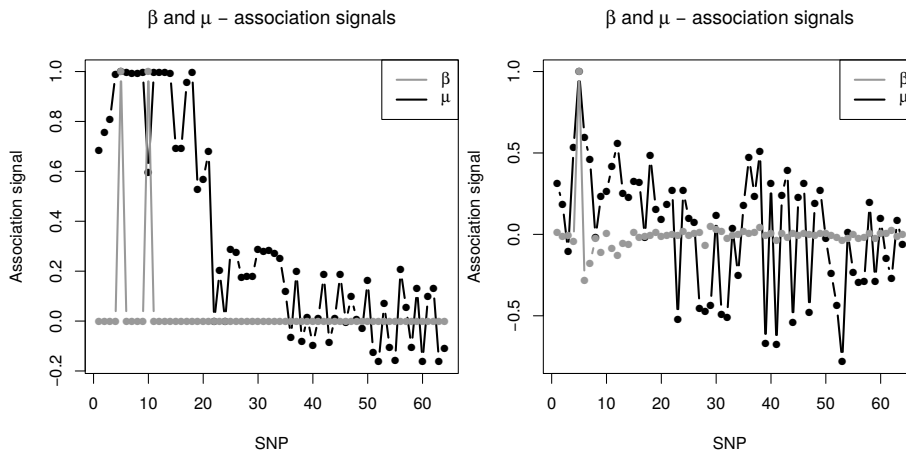 β and μ − association signals
β
μ
1.0
0.8
0.6
0.4
0.2
0.0
−0.2
Association signal
0 10 20 30 40 50 60
SNP
β and μ − association signals
β
μ
1.0
0.5
0.0
−0.5
Association signal
0 10 20 30 40 50 60
SNP